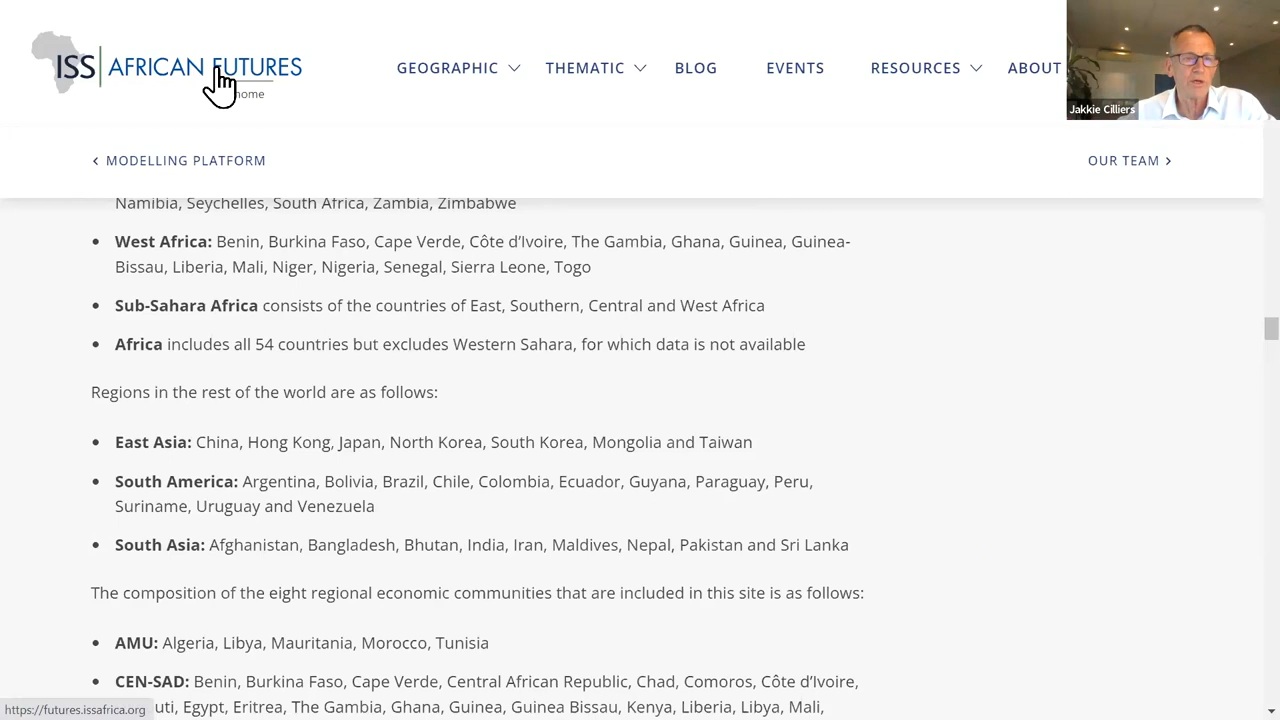 ISS AFRICAN FUTURES
home
GEOGRAPHIC
THEMATIC
BLOG
EVENTS
RESOURCES
ABOUT
Jakkie Cilliers
‹ MODELLING PLATFORM
OUR TEAM ›
Namibia, Seychelles, South Africa, Zambia, Zimbabwe
• West Africa: Benin, Burkina Faso, Cape Verde, Côte d’Ivoire, The Gambia, Ghana, Guinea, Guinea-
Bissau, Liberia, Mali, Niger, Nigeria, Senegal, Sierra Leone, Togo
• Sub-Sahara Africa consists of the countries of East, Southern, Central and West Africa
• Africa includes all 54 countries but excludes Western Sahara, for which data is not available
Regions in the rest of the world are as follows:
• East Asia: China, Hong Kong, Japan, North Korea, South Korea, Mongolia and Taiwan
• South America: Argentina, Bolivia, Brazil, Chile, Colombia, Ecuador, Guyana, Paraguay, Peru,
Suriname, Uruguay and Venezuela
• South Asia: Afghanistan, Bangladesh, Bhutan, India, Iran, Maldives, Nepal, Pakistan and Sri Lanka
The composition of the eight regional economic communities that are included in this site is as follows:
• AMU: Algeria, Libya, Mauritania, Morocco, Tunisia
• CEN-SAD: Benin, Burkina Faso, Cape Verde, Central African Republic, Chad, Comoros, Côte d’Ivoire,
uti, Egypt, Eritrea, The Gambia, Ghana, Guinea, Guinea Bissau, Kenya, Liberia, Libya, Mali,
https://futures.issafrica.org